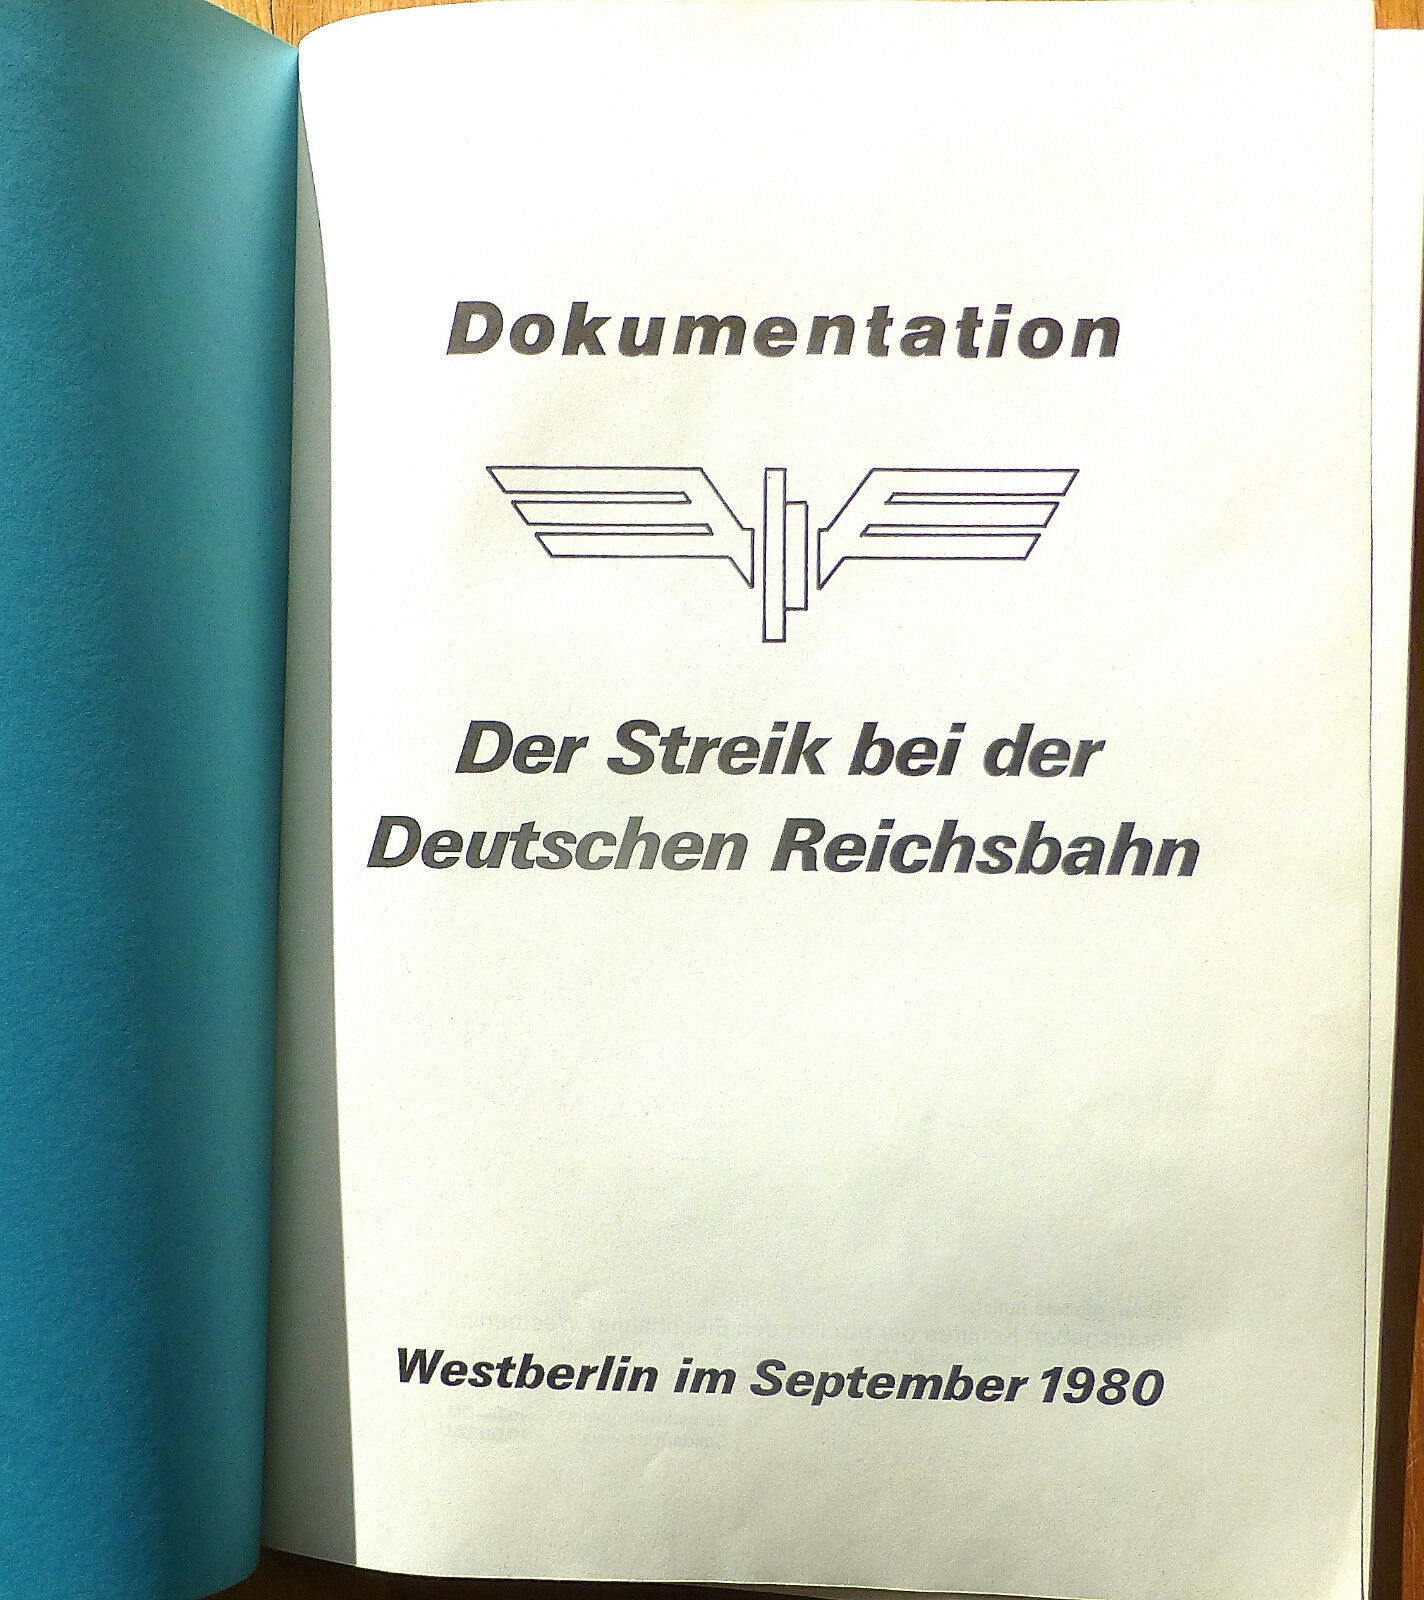 Dokumentation
Der Streik bei der
Deutschen Reichsbahn
Westberlin im September 1980